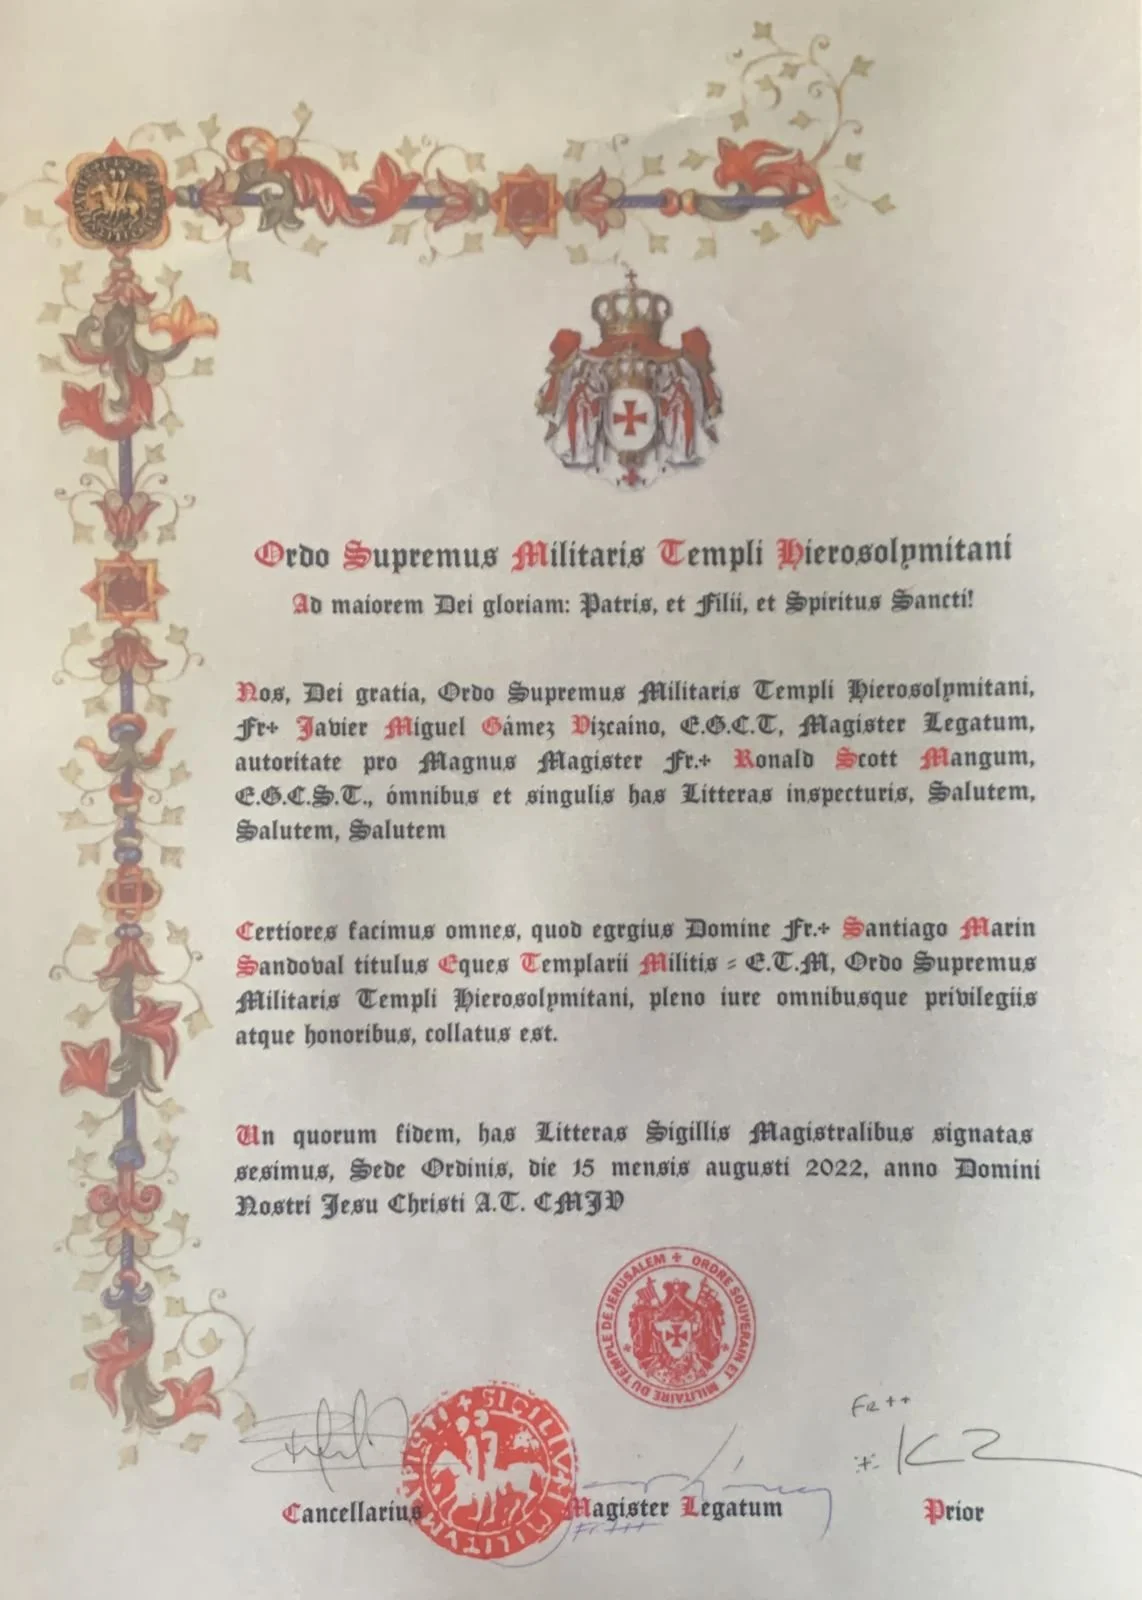 Ordo Supremus Militaris Templi Hierosolymitani
Ad maiorem Dei gloriam: Patris, et Filii, et Spiritus Sancti!
Nos, Dei gratia, Ordo Supremus Militaris Templi Hierosolymitani,
Fr+ Javier Miguel Gámez Vizcaino, E.G.C.T, Magister Legatum,
autoritate pro Magnus Magister Fr.+ Ronald Scott Mangum,
E.G.C.S.T., ómnibus et singulis has Litteras inspecturis, Salutem,
Salutem, Salutem
Certiores facimus omnes, quod egrgius Domine Fr.+ Santiago Marin
Sandoval titulus Eques Templarii Militis = E.T.M, Ordo Supremus
Militaris Templi Hierosolymitani, pleno iure omnibusque privilegiis
atque honoribus, collatus est.
Un quorum fidem, has Litteras Sigillis Magistralibus signatas
sesimus, Sede Ordinis, die 15 mensis augusti 2022, anno Domini
Nostri Jesu Christi A.T. CMJV
ORDRE SOUVERAIN ET MILITAIRE DU TEMPLE DE JERUSALEM
SIGILLVM MILITVM XPISTI
Fr ++
Cancellarius Magister Legatum Prior
Fr +++